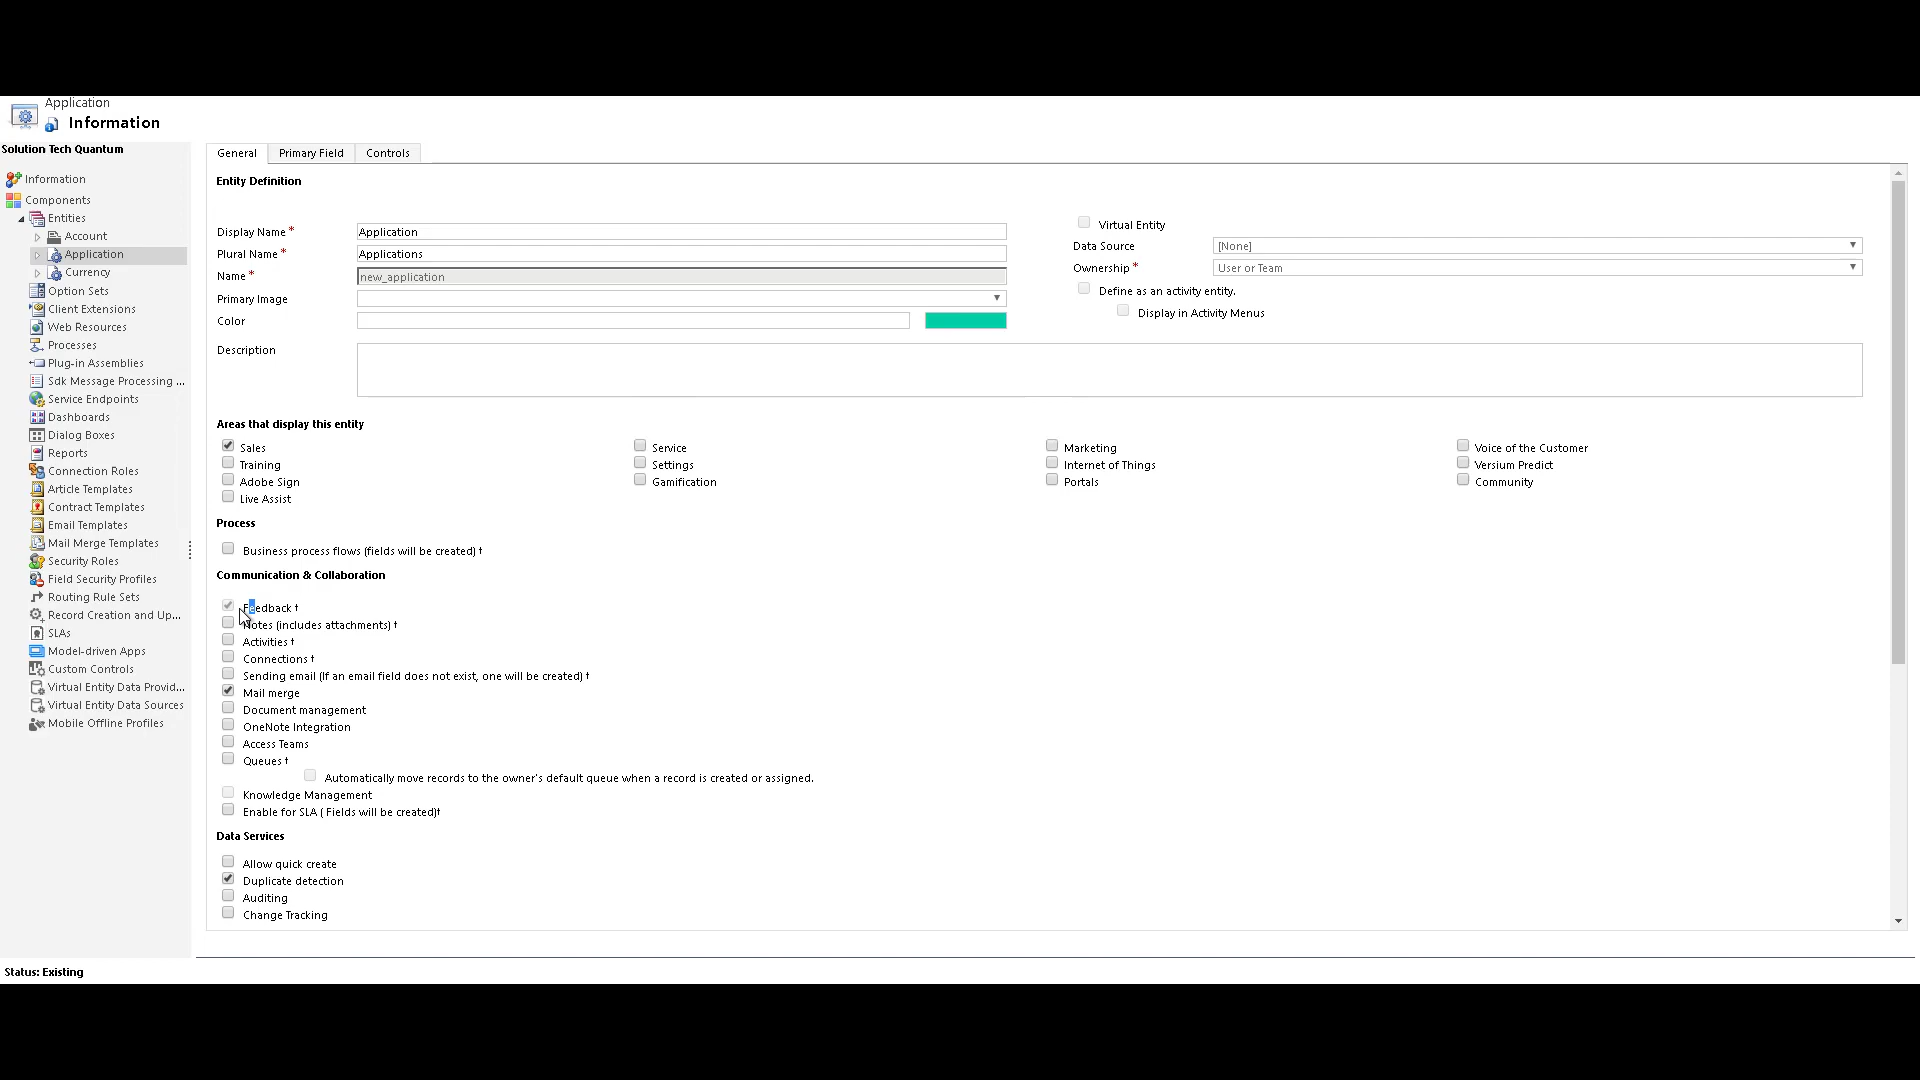 Application
Information
Solution Tech Quantum
Information
Components
Entities
Account
Application
Currency
Option Sets
Client Extensions
Web Resources
Processes
Plug-in Assemblies
Sdk Message Processing ...
Service Endpoints
Dashboards
Dialog Boxes
Reports
Connection Roles
Article Templates
Contract Templates
Email Templates
Mail Merge Templates
Security Roles
Field Security Profiles
Routing Rule Sets
Record Creation and Up...
SLAs
Model-driven Apps
Custom Controls
Virtual Entity Data Provid...
Virtual Entity Data Sources
Mobile Offline Profiles
General Primary Field Controls
Entity Definition
Display Name * Application
Plural Name * Applications
Name * new_application
Primary Image
Color
Virtual Entity
Data Source [None]
Ownership * User or Team
Define as an activity entity.
Display in Activity Menus
Description
Areas that display this entity
Sales Service Marketing Voice of the Customer
Training Settings Internet of Things Versium Predict
Adobe Sign Gamification Portals Community
Live Assist
Process
Business process flows (fields will be created) †
Communication & Collaboration
Feedback †
Notes (includes attachments) †
Activities †
Connections †
Sending email (If an email field does not exist, one will be created) †
Mail merge
Document management
OneNote Integration
Access Teams
Queues †
Automatically move records to the owner's default queue when a record is created or assigned.
Knowledge Management
Enable for SLA ( Fields will be created)†
Data Services
Allow quick create
Duplicate detection
Auditing
Change Tracking
Status: Existing